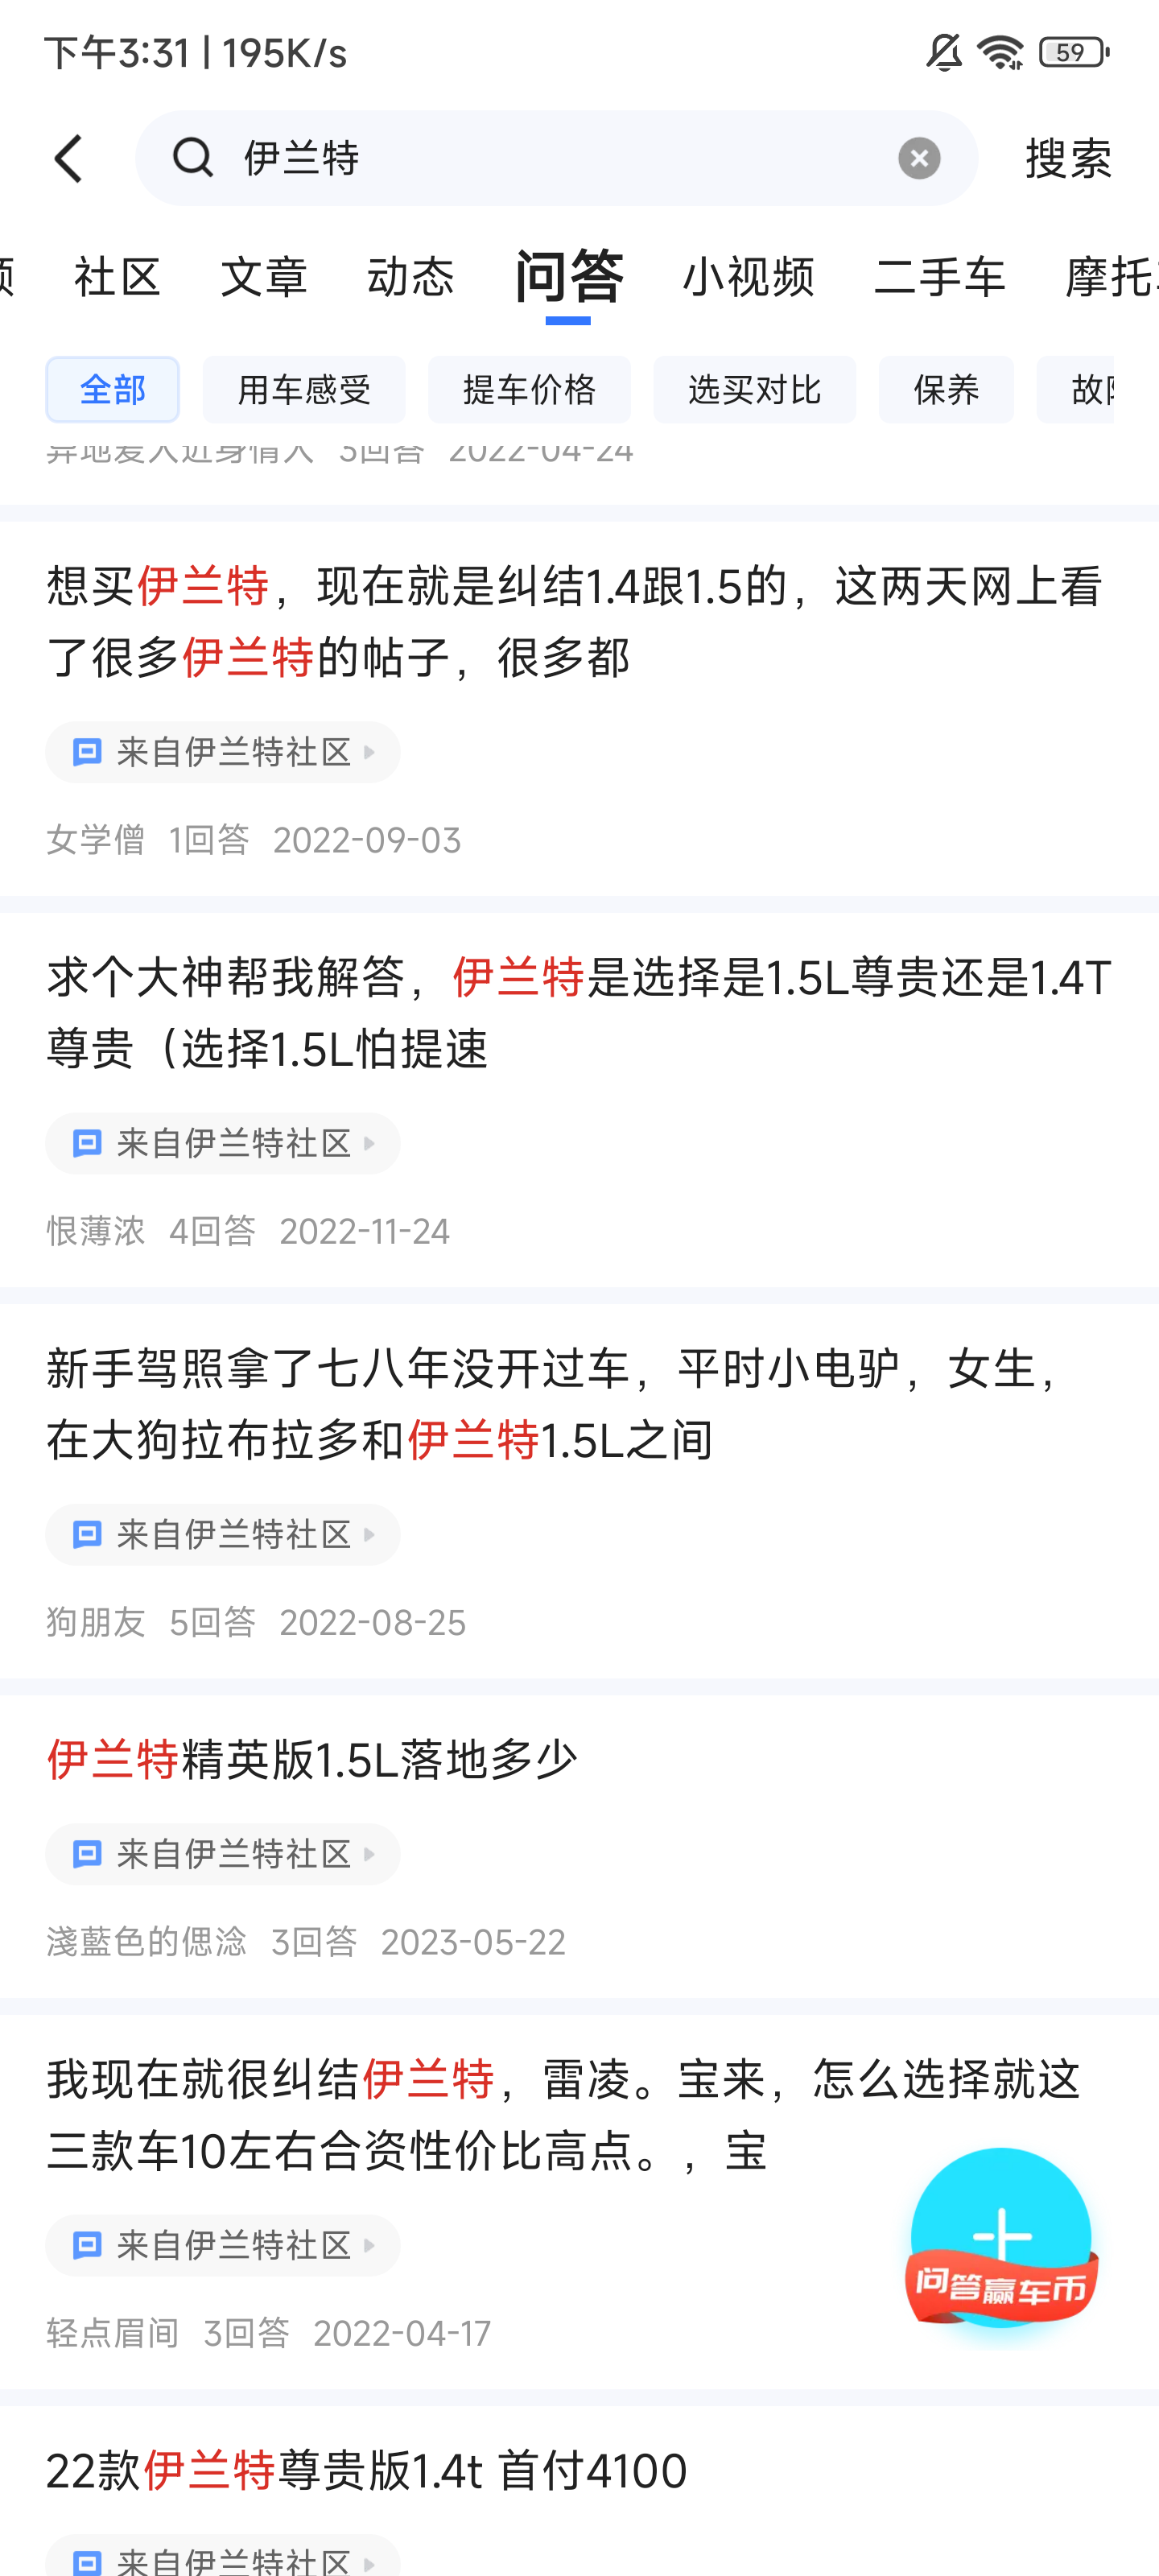 下午3:31 | 195K/s
59
伊兰特
搜索
社区 文章 动态 问答 小视频 二手车 摩托
全部 用车感受 提车价格 选买对比 保养 故
异地爱人近身情人 3回答 2022-04-24
想买伊兰特，现在就是纠结1.4跟1.5的，这两天网上看
了很多伊兰特的帖子，很多都
来自伊兰特社区
女学僧 1回答 2022-09-03
求个大神帮我解答，伊兰特是选择是1.5L尊贵还是1.4T
尊贵（选择1.5L怕提速
来自伊兰特社区
恨薄浓 4回答 2022-11-24
新手驾照拿了七八年没开过车，平时小电驴，女生，
在大狗拉布拉多和伊兰特1.5L之间
来自伊兰特社区
狗朋友 5回答 2022-08-25
伊兰特精英版1.5L落地多少
来自伊兰特社区
淺藍色的偲淰 3回答 2023-05-22
我现在就很纠结伊兰特，雷凌。宝来，怎么选择就这
三款车10左右合资性价比高点。，宝
来自伊兰特社区
问答赢车币
轻点眉间 3回答 2022-04-17
22款伊兰特尊贵版1.4t 首付4100
来自伊兰特社区